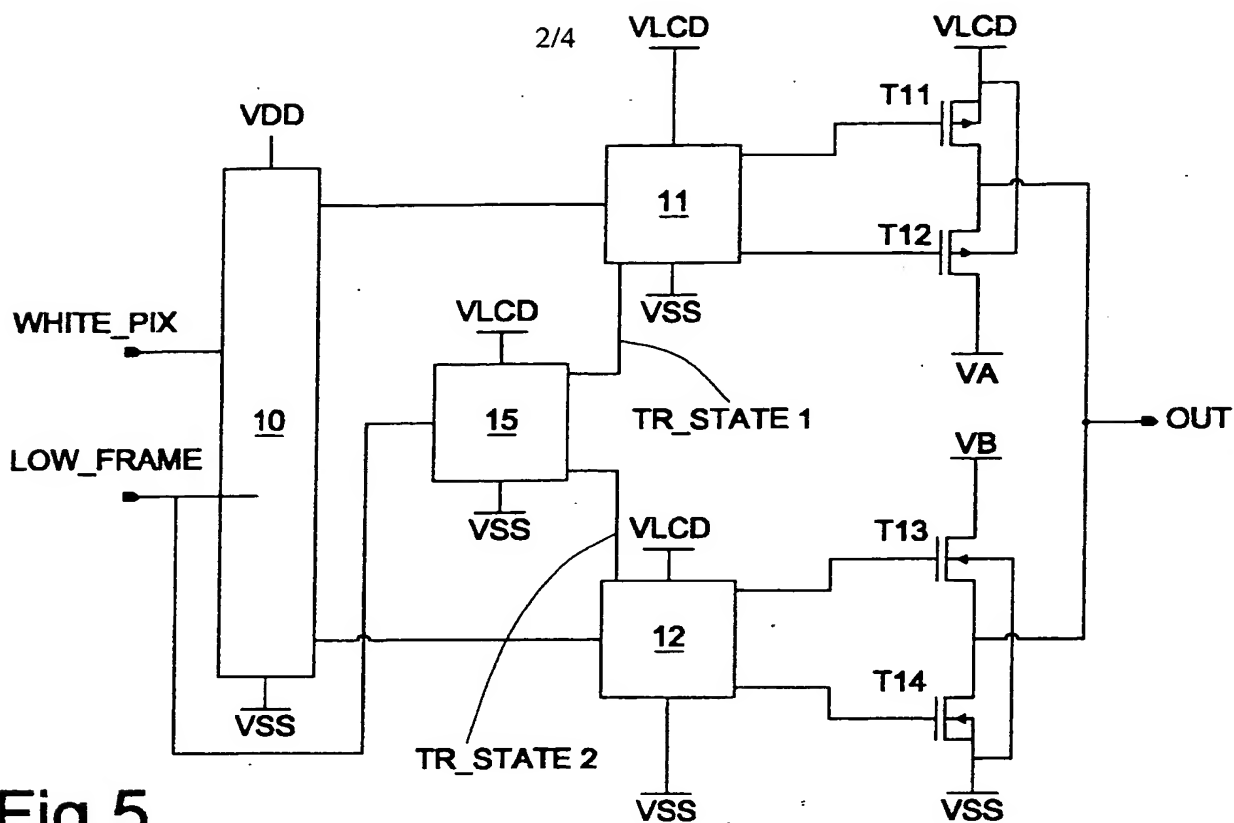 2/4
VLCD
VLCD
VDD
T11
11
T12
VSS
WHITE_PIX
VLCD
VA
TR_STATE 1
10
15
OUT
LOW_FRAME
VB
VSS
VLCD
T13
12
T14
VSS
TR_STATE 2
VSS
VSS
Fig 5